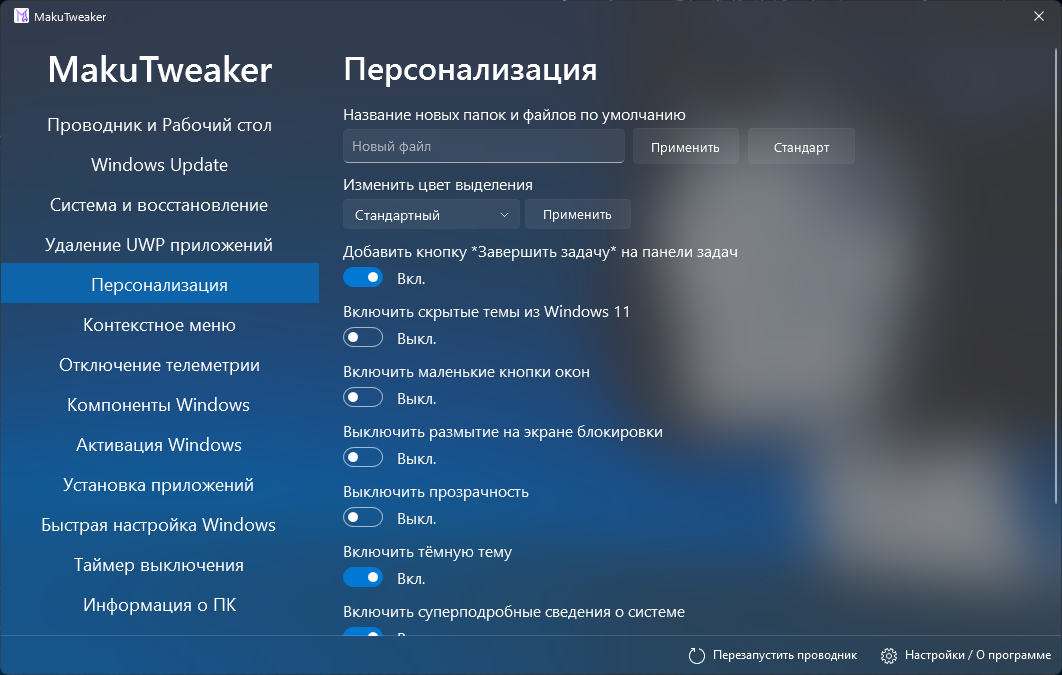 MakuTweaker
MakuTweaker
Проводник и Рабочий стол
Windows Update
Система и восстановление
Удаление UWP приложений
Персонализация
Контекстное меню
Отключение телеметрии
Компоненты Windows
Активация Windows
Установка приложений
Быстрая настройка Windows
Таймер выключения
Информация о ПК
Персонализация
Название новых папок и файлов по умолчанию
Новый файл Применить Стандарт
Изменить цвет выделения
Стандартный Применить
Добавить кнопку *Завершить задачу* на панели задач
Вкл.
Включить скрытые темы из Windows 11
Выкл.
Включить маленькие кнопки окон
Выкл.
Выключить размытие на экране блокировки
Выкл.
Выключить прозрачность
Выкл.
Включить тёмную тему
Вкл.
Включить суперподробные сведения о системе
Перезапустить проводник Настройки / О программе